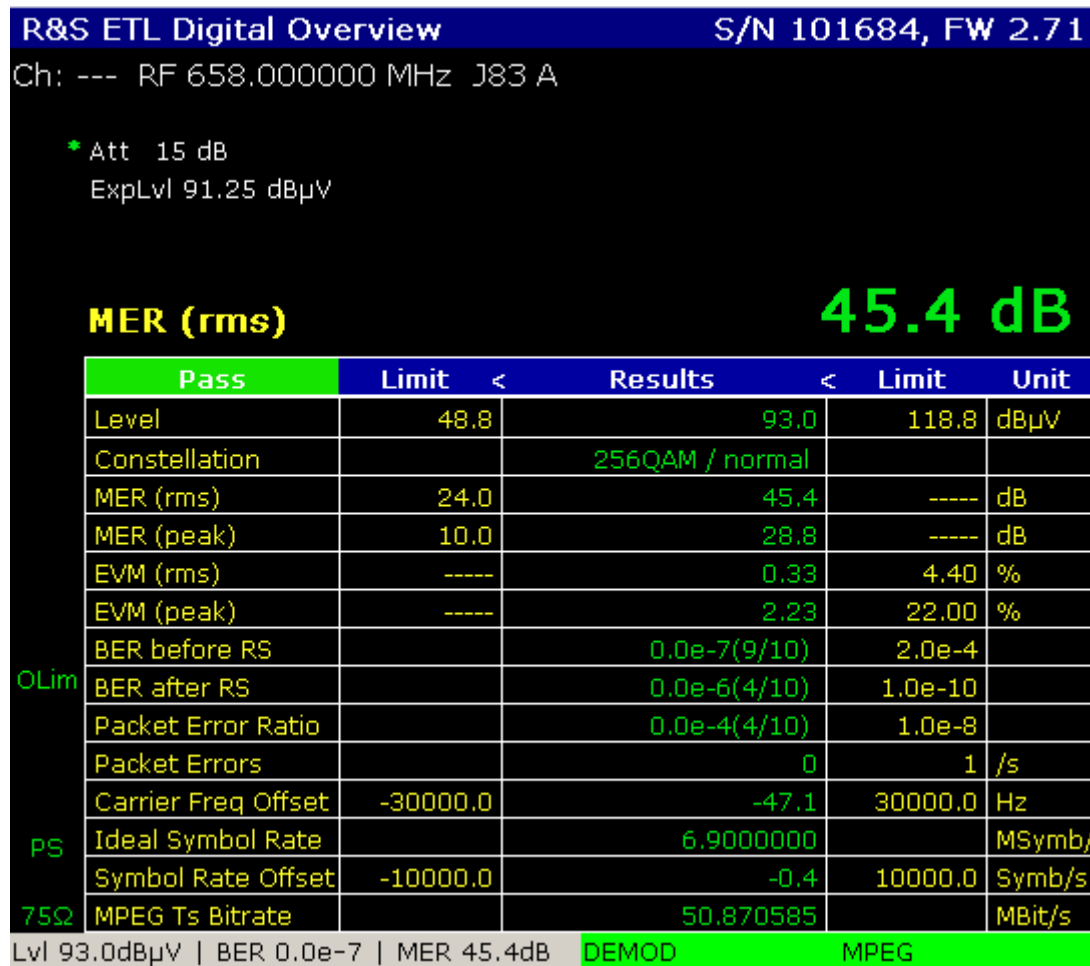 R&S ETL Digital Overview S/N 101684, FW 2.71
Ch: --- RF 658.000000 MHz J83 A
* Att 15 dB
ExpLvl 91.25 dBµV
MER (rms) 45.4 dB
Pass Limit < Results < Limit Unit
Level 48.8 93.0 118.8 dBµV
Constellation 256QAM / normal
MER (rms) 24.0 45.4 ----- dB
MER (peak) 10.0 28.8 ----- dB
EVM (rms) ----- 0.33 4.40 %
EVM (peak) ----- 2.23 22.00 %
BER before RS 0.0e-7(9/10) 2.0e-4
OLim BER after RS 0.0e-6(4/10) 1.0e-10
Packet Error Ratio 0.0e-4(4/10) 1.0e-8
Packet Errors 0 1 /s
Carrier Freq Offset -30000.0 -47.1 30000.0 Hz
PS Ideal Symbol Rate 6.9000000 MSymb/
Symbol Rate Offset -10000.0 -0.4 10000.0 Symb/s
75Ω MPEG Ts Bitrate 50.870585 MBit/s
Lvl 93.0dBµV | BER 0.0e-7 | MER 45.4dB DEMOD MPEG